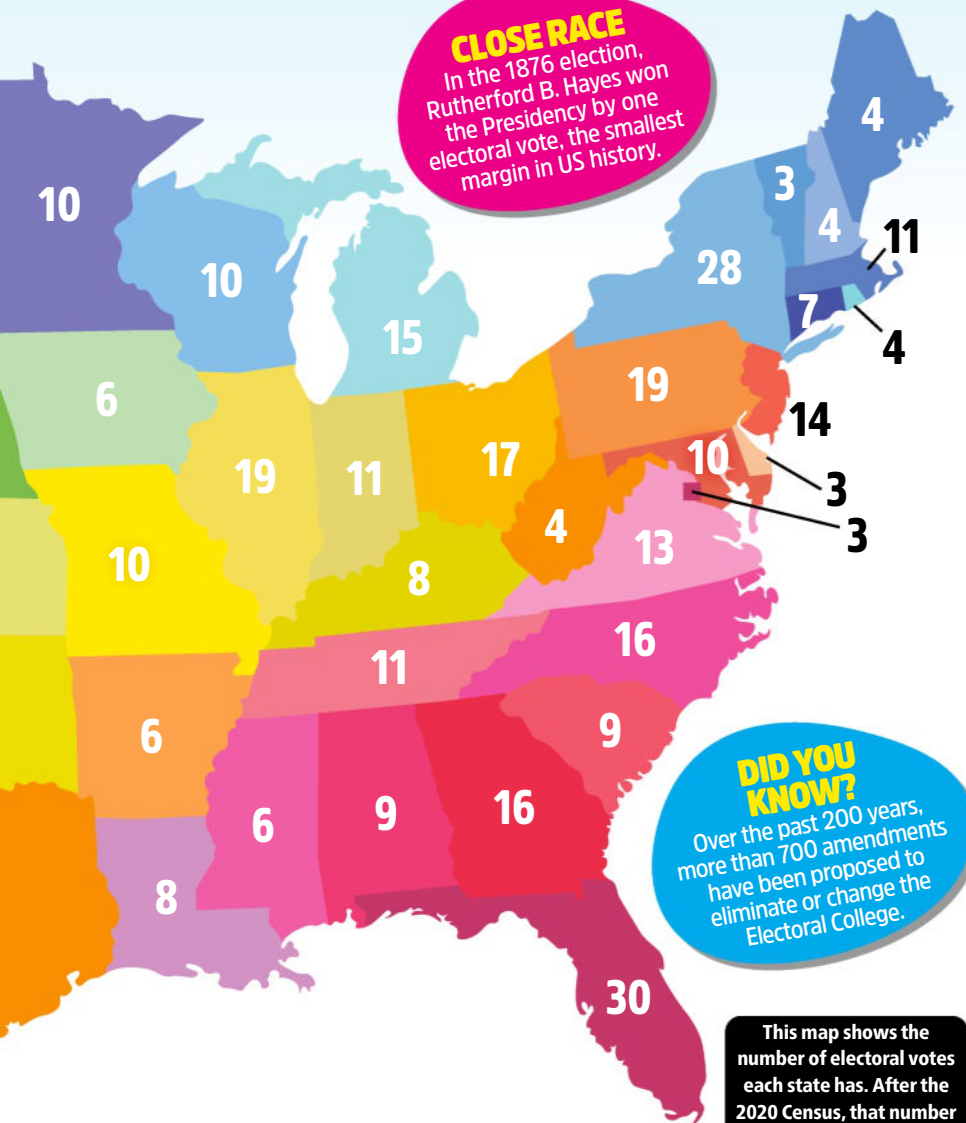 CLOSE RACE
In the 1876 election,
Rutherford B. Hayes won
the Presidency by one
electoral vote, the smallest
margin in US history.
4
3
4
11
10
28
10
7
15
4
19
6
14
10
17
19
11
3
4
3
13
10
8
16
11
9
6
16
9
6
8
DID YOU
KNOW?
Over the past 200 years,
more than 700 amendments
have been proposed to
eliminate or change the
Electoral College.
30
This map shows the
number of electoral votes
each state has. After the
2020 Census, that number